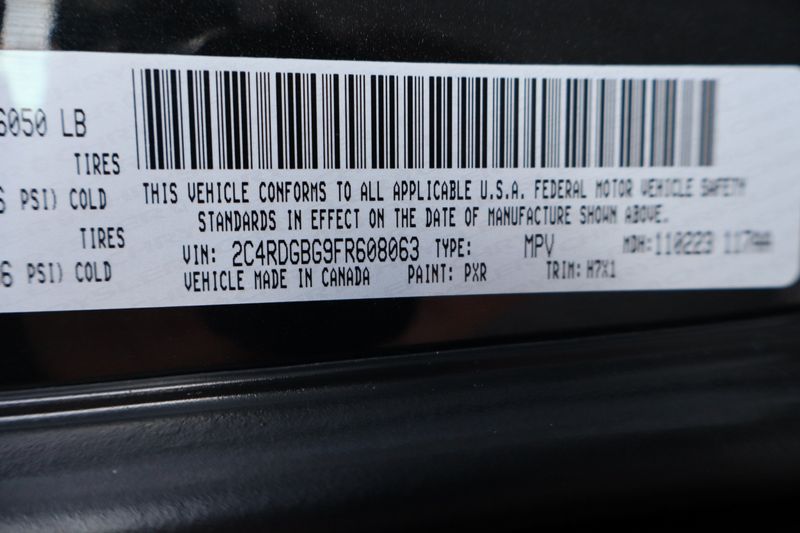 6050 LB
TIRES
PSI) COLD
TIRES
6 PSI) COLD
THIS VEHICLE CONFORMS TO ALL APPLICABLE U.S.A. FEDERAL MOTOR VEHICLE SAFETY
STANDARDS IN EFFECT ON THE DATE OF MANUFACTURE SHOWN ABOVE.
VIN: 2C4RDGBG9FR608063 TYPE: MPV MDH: 110223
VEHICLE MADE IN CANADA PAINT: PXR TRIM: H7X1